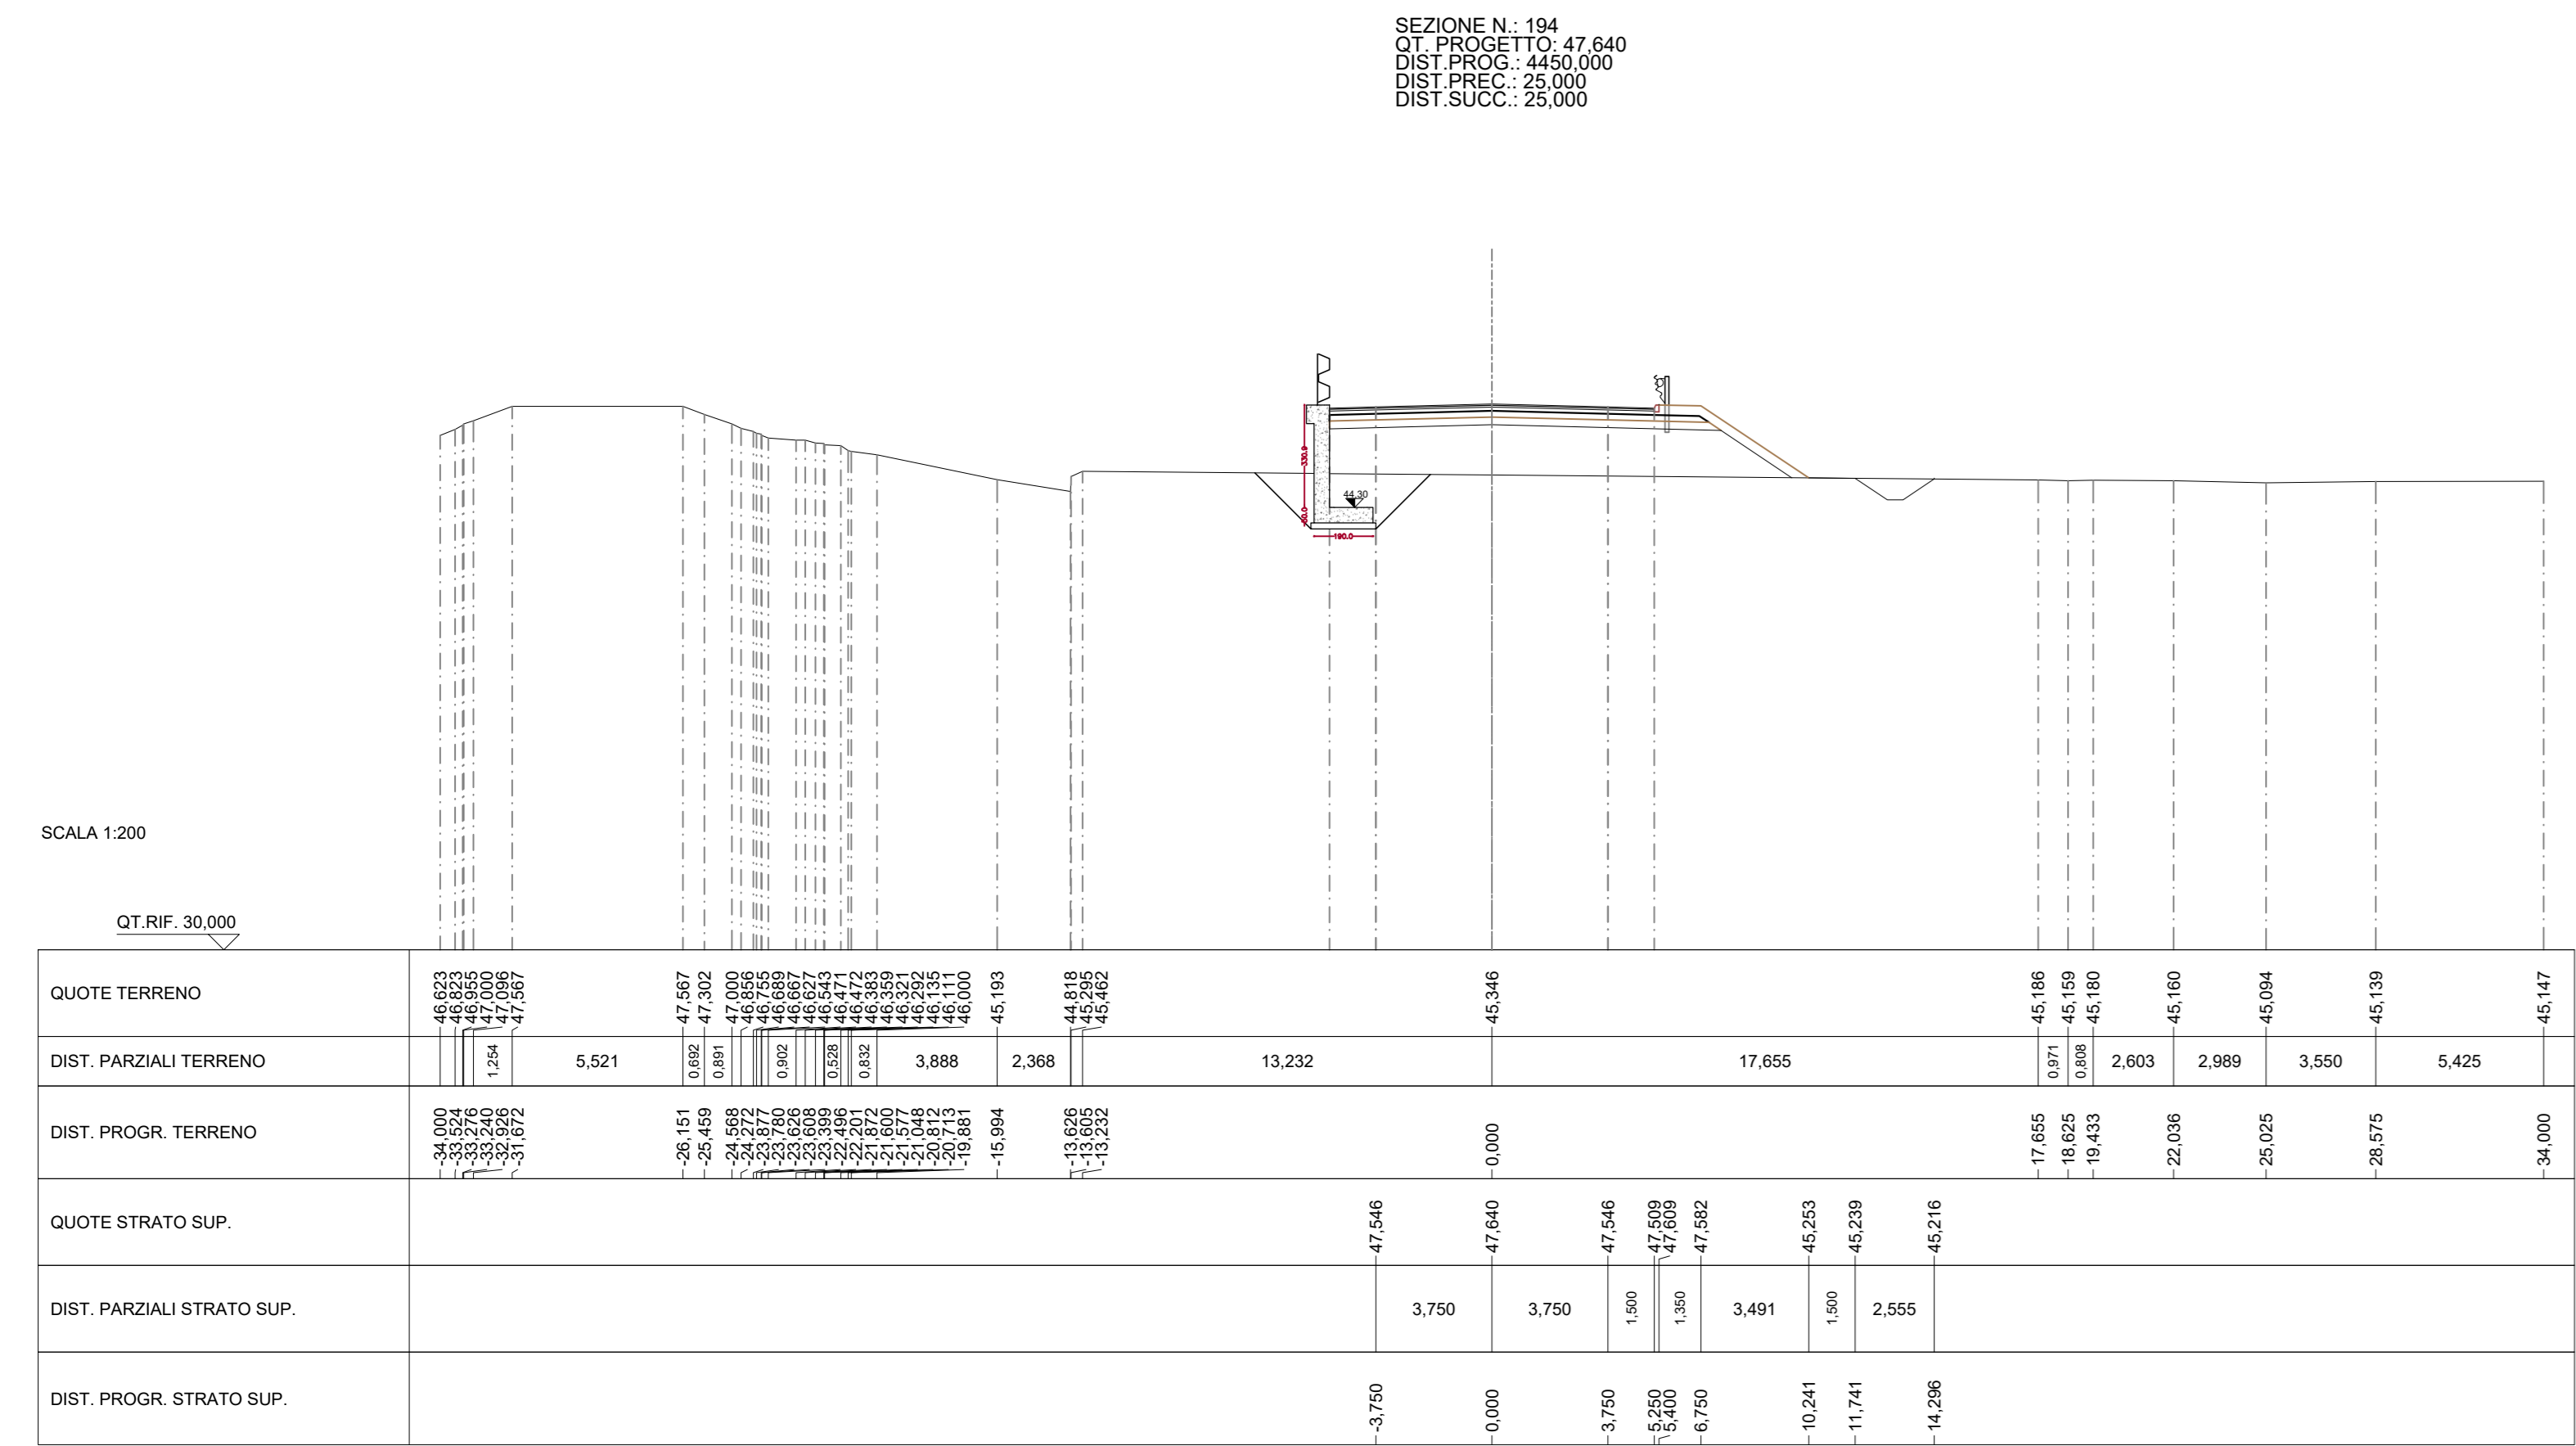 SEZIONE N.: 194
QT. PROGETTO: 47,640
DIST.PROG.: 4450,000
DIST.PREC.: 25,000
DIST.SUCC.: 25,000
330.9
44.30
190.0
SCALA 1:200
QT.RIF. 30,000
QUOTE TERRENO
46,623 46,823 46,955 47,000 47,096 47,567 47,567 47,302 47,000 46,856 46,755 46,689 46,667 46,627 46,543 46,471 46,472 46,383 46,359 46,321 46,292 46,135 46,111 46,000 45,193 44,818 45,295 45,462 45,346 45,186 45,159 45,180 45,160 45,094 45,139 45,147
DIST. PARZIALI TERRENO
1,254 5,521 0,692 0,891 0,902 0,528 0,832 3,888 2,368 13,232 17,655 0,971 0,808 2,603 2,989 3,550 5,425
DIST. PROGR. TERRENO
-34,000 -33,524 -33,276 -33,240 -32,926 -31,672 -26,151 -25,459 -24,568 -24,272 -23,877 -23,780 -23,626 -23,608 -23,399 -22,496 -22,201 -21,872 -21,600 -21,577 -21,048 -20,812 -20,713 -19,881 -15,994 -13,626 -13,605 -13,232 0,000 17,655 18,625 19,433 22,036 25,025 28,575 34,000
QUOTE STRATO SUP.
47,546 47,640 47,546 47,509 47,609 47,582 45,253 45,239 45,216
DIST. PARZIALI STRATO SUP.
3,750 3,750 1,500 1,350 3,491 1,500 2,555
DIST. PROGR. STRATO SUP.
-3,750 0,000 3,750 5,250 5,400 6,750 10,241 11,741 14,296